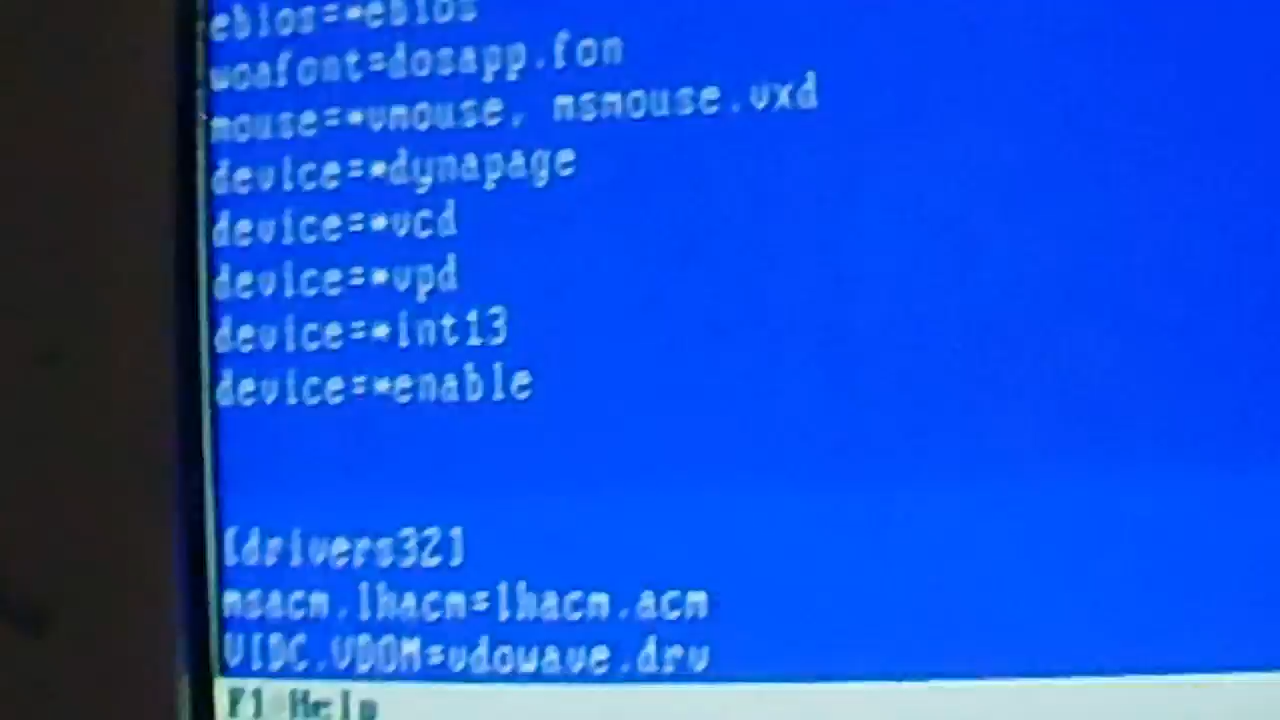 ebios=*ebios
woafont=dosapp.fon
mouse=*vmouse, msmouse.vxd
device=*dynapage
device=*vcd
device=*vpd
device=*int13
device=*enable
[drivers32]
msacm.lhacm=lhacm.acm
VIDC.VDOM=vdowave.drv
F1 Help